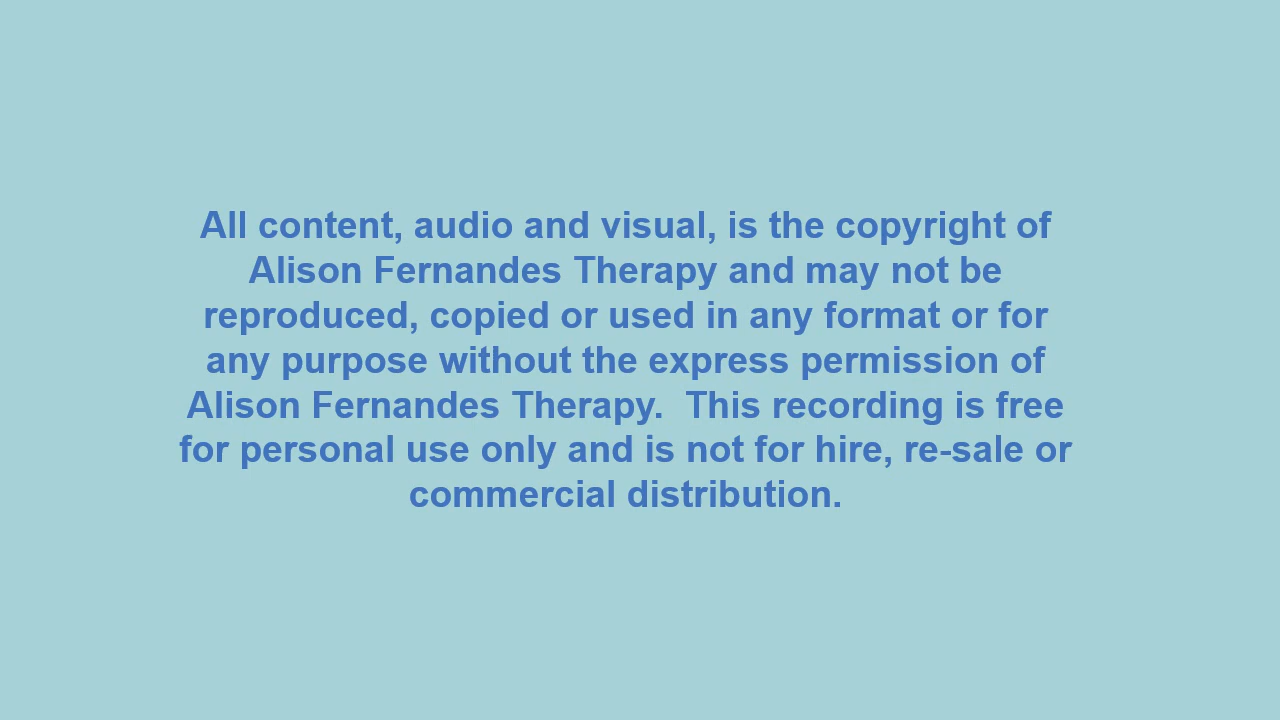 All content, audio and visual, is the copyright of
Alison Fernandes Therapy and may not be
reproduced, copied or used in any format or for
any purpose without the express permission of
Alison Fernandes Therapy.  This recording is free
for personal use only and is not for hire, re-sale or
commercial distribution.